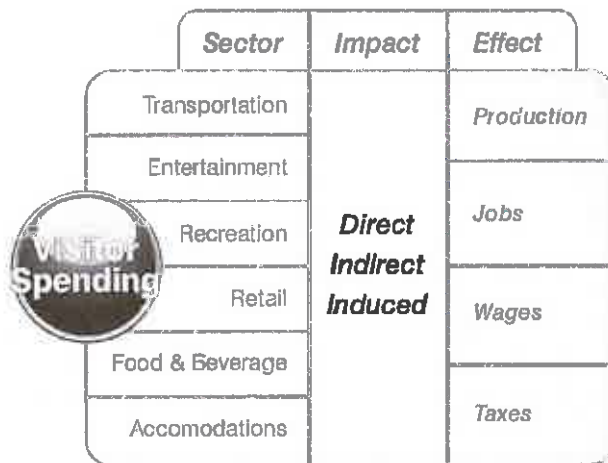 Sector Impact Effect
Transportation
Entertainment
Recreation
Retail
Food & Beverage
Accomodations
Visitor
Spending
Direct
Indirect
Induced
Production
Jobs
Wages
Taxes